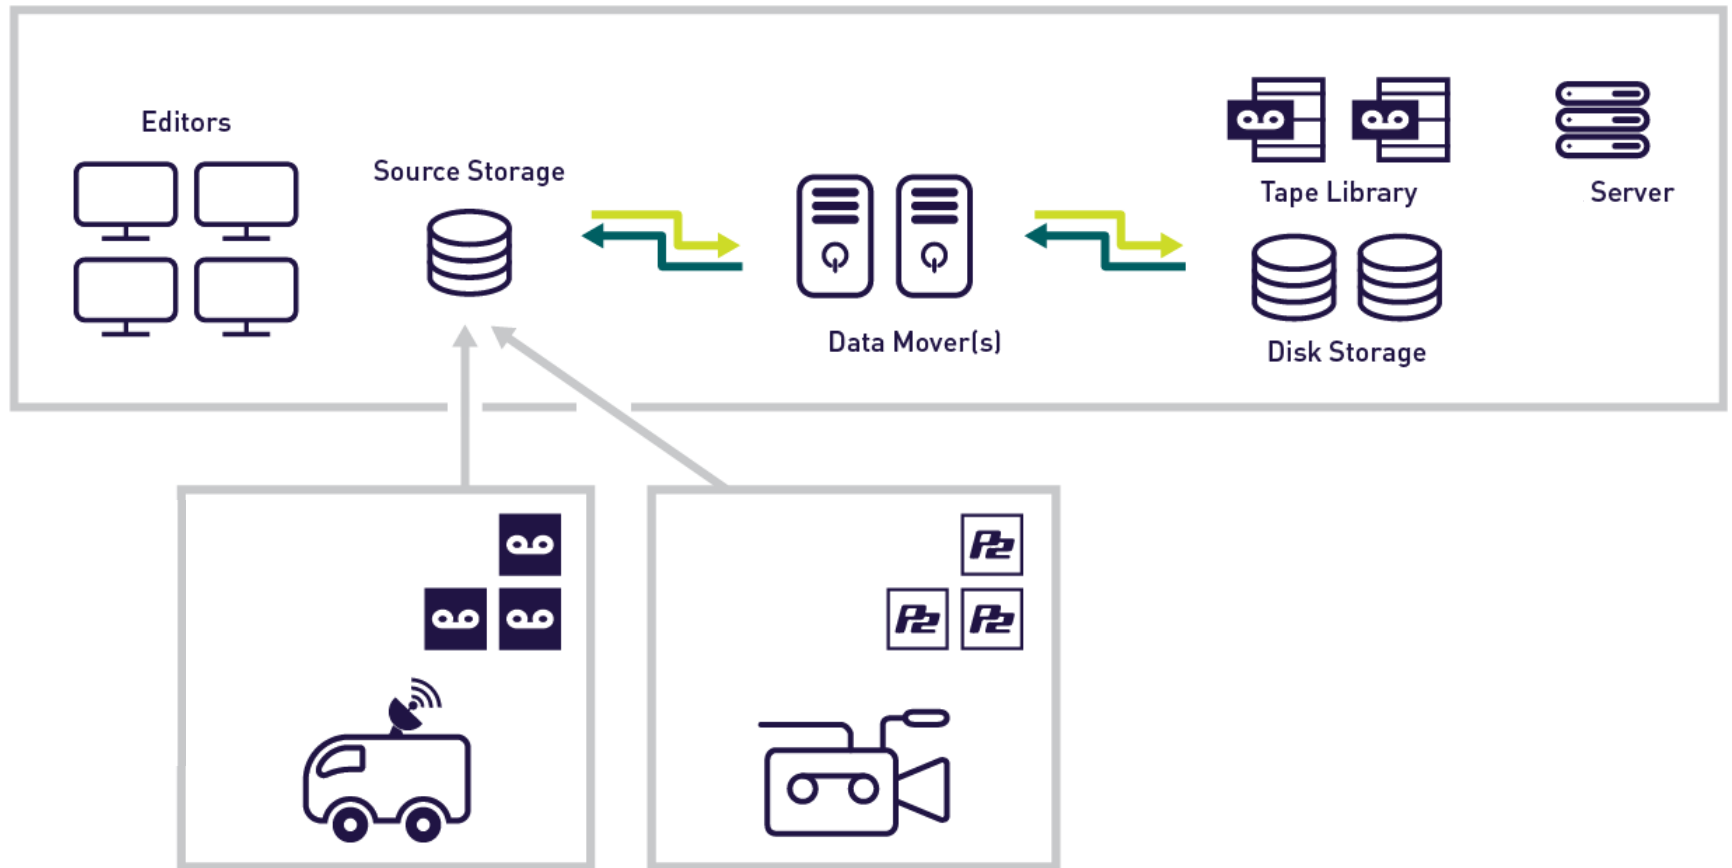 Editors
Source Storage
Data Mover(s)
Tape Library
Server
Disk Storage
P2
P2
P2